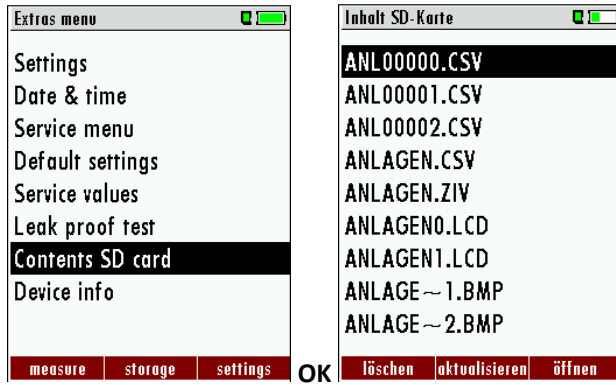 Extras menu
Settings
Date & time
Service menu
Default settings
Service values
Leak proof test
Contents SD card
Device info
measure storage settings
OK
Inhalt SD-Karte
ANL00000.CSV
ANL00001.CSV
ANL00002.CSV
ANLAGEN.CSV
ANLAGEN.ZIV
ANLAGEN0.LCD
ANLAGEN1.LCD
ANLAGE~1.BMP
ANLAGE~2.BMP
löschen aktualisieren öffnen